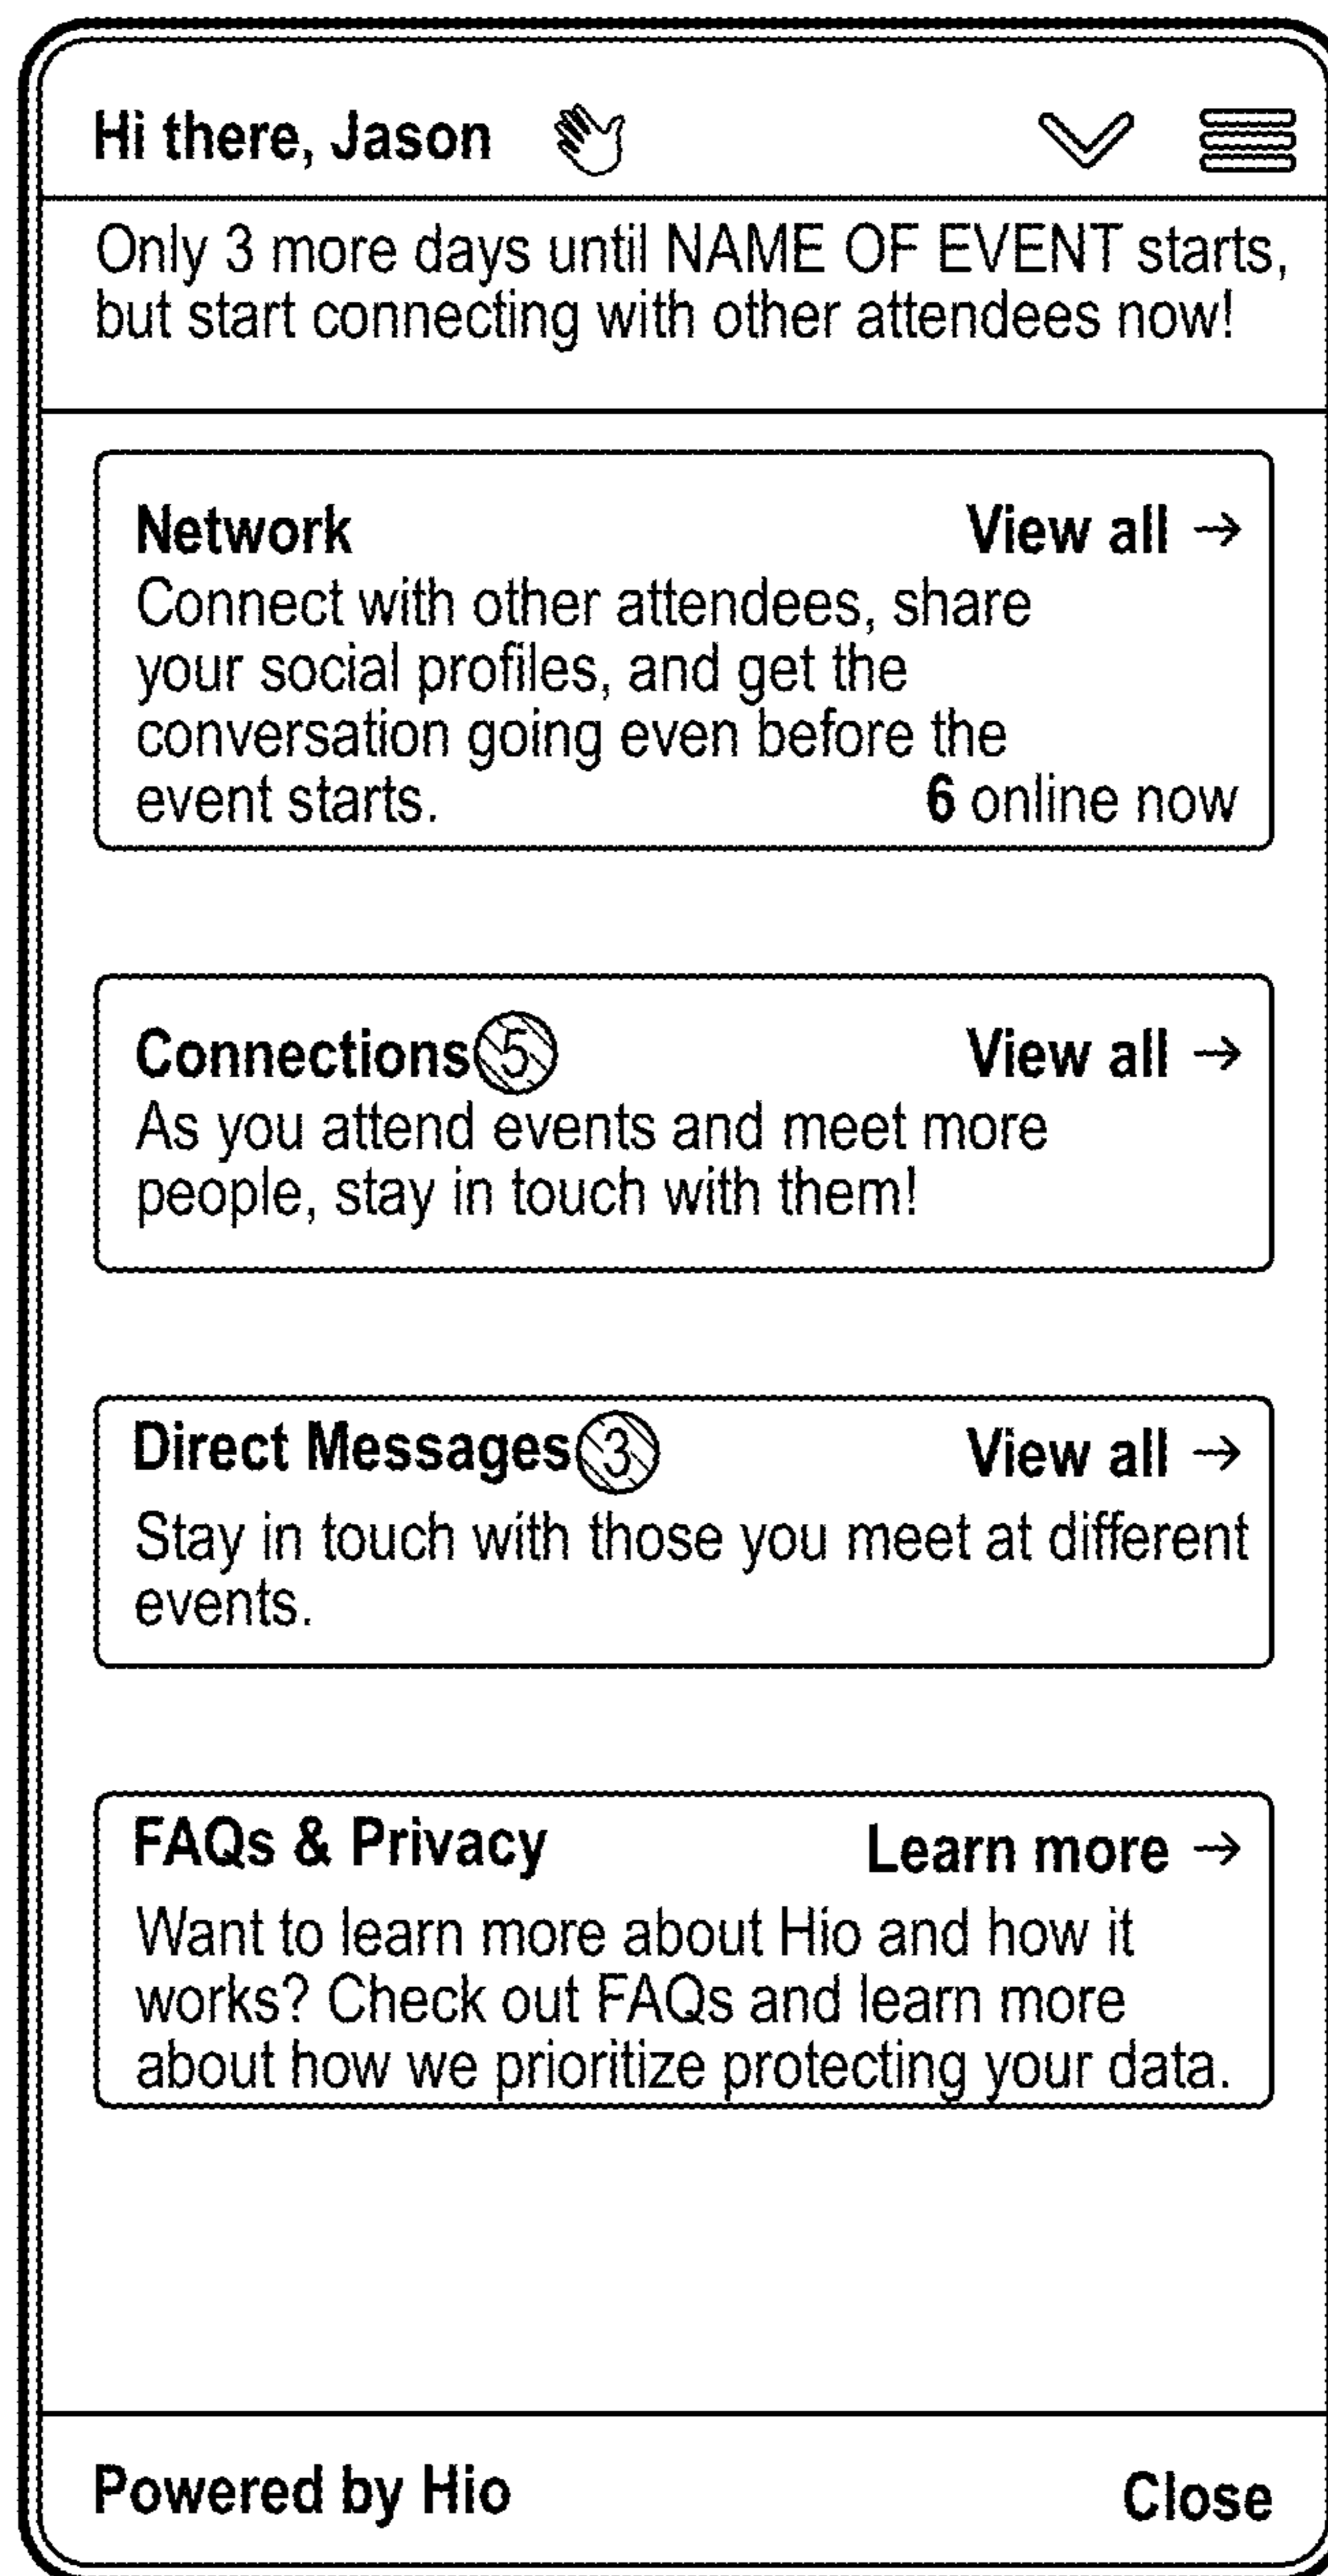 Hi there, Jason
Only 3 more days until NAME OF EVENT starts,
but start connecting with other attendees now!
Network View all →
Connect with other attendees, share
your social profiles, and get the
conversation going even before the
event starts. 6 online now
Connections 5 View all →
As you attend events and meet more
people, stay in touch with them!
Direct Messages 3 View all →
Stay in touch with those you meet at different
events.
FAQs & Privacy Learn more →
Want to learn more about Hio and how it
works? Check out FAQs and learn more
about how we prioritize protecting your data.
Powered by Hio Close